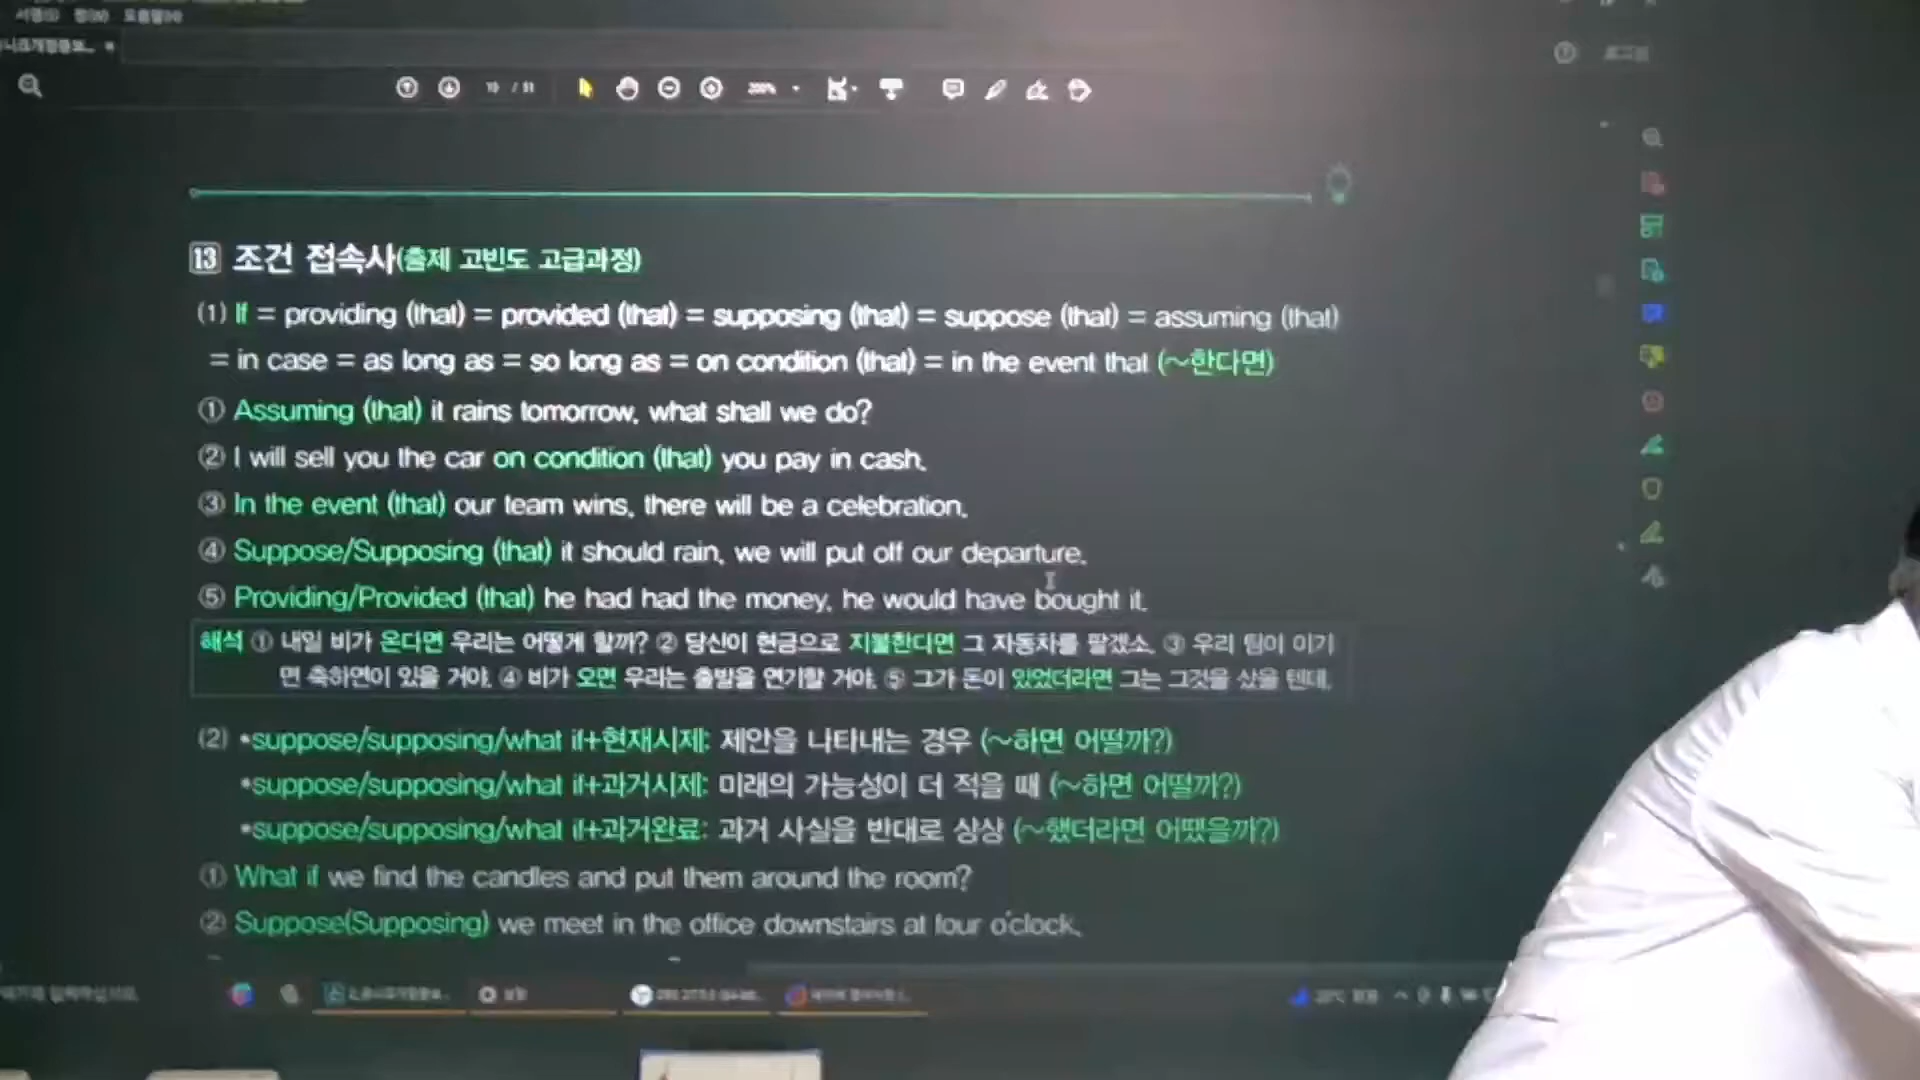 13 조건 접속사(출제 고빈도 고급과정)
(1) If = providing (that) = provided (that) = supposing (that) = suppose (that) = assuming (that)
= in case = as long as = so long as = on condition (that) = in the event that (~한다면)
① Assuming (that) it rains tomorrow, what shall we do?
② I will sell you the car on condition (that) you pay in cash.
③ In the event (that) our team wins, there will be a celebration.
④ Suppose/Supposing (that) it should rain, we will put off our departure.
⑤ Providing/Provided (that) he had had the money, he would have bought it.
해석 ① 내일 비가 온다면 우리는 어떻게 할까? ② 당신이 현금으로 지불한다면 그 자동차를 팔겠소. ③ 우리 팀이 이기
면 축하연이 있을 거야. ④ 비가 오면 우리는 출발을 연기할 거야. ⑤ 그가 돈이 있었더라면 그는 그것을 샀을 텐데.
(2) •suppose/supposing/what if+현재시제: 제안을 나타내는 경우 (~하면 어떨까?)
•suppose/supposing/what if+과거시제: 미래의 가능성이 더 적을 때 (~하면 어떨까?)
•suppose/supposing/what if+과거완료: 과거 사실을 반대로 상상 (~했더라면 어땠을까?)
① What if we find the candles and put them around the room?
② Suppose(Supposing) we meet in the office downstairs at four o'clock.